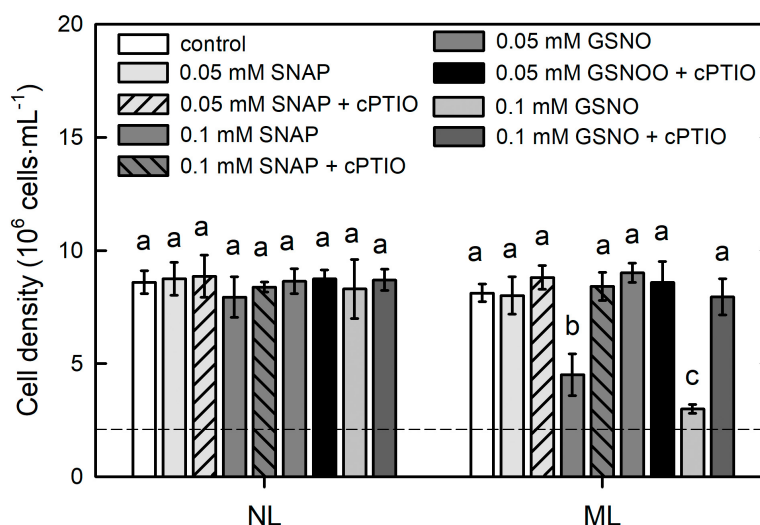 Cell density (10⁶ cells·mL⁻¹)
20
15
10
5
0
control
0.05 mM SNAP
0.05 mM SNAP + cPTIO
0.1 mM SNAP
0.1 mM SNAP + cPTIO
0.05 mM GSNO
0.05 mM GSNOO + cPTIO
0.1 mM GSNO
0.1 mM GSNO + cPTIO
a a a a a a a a a
a a a b a a a c a
NL ML